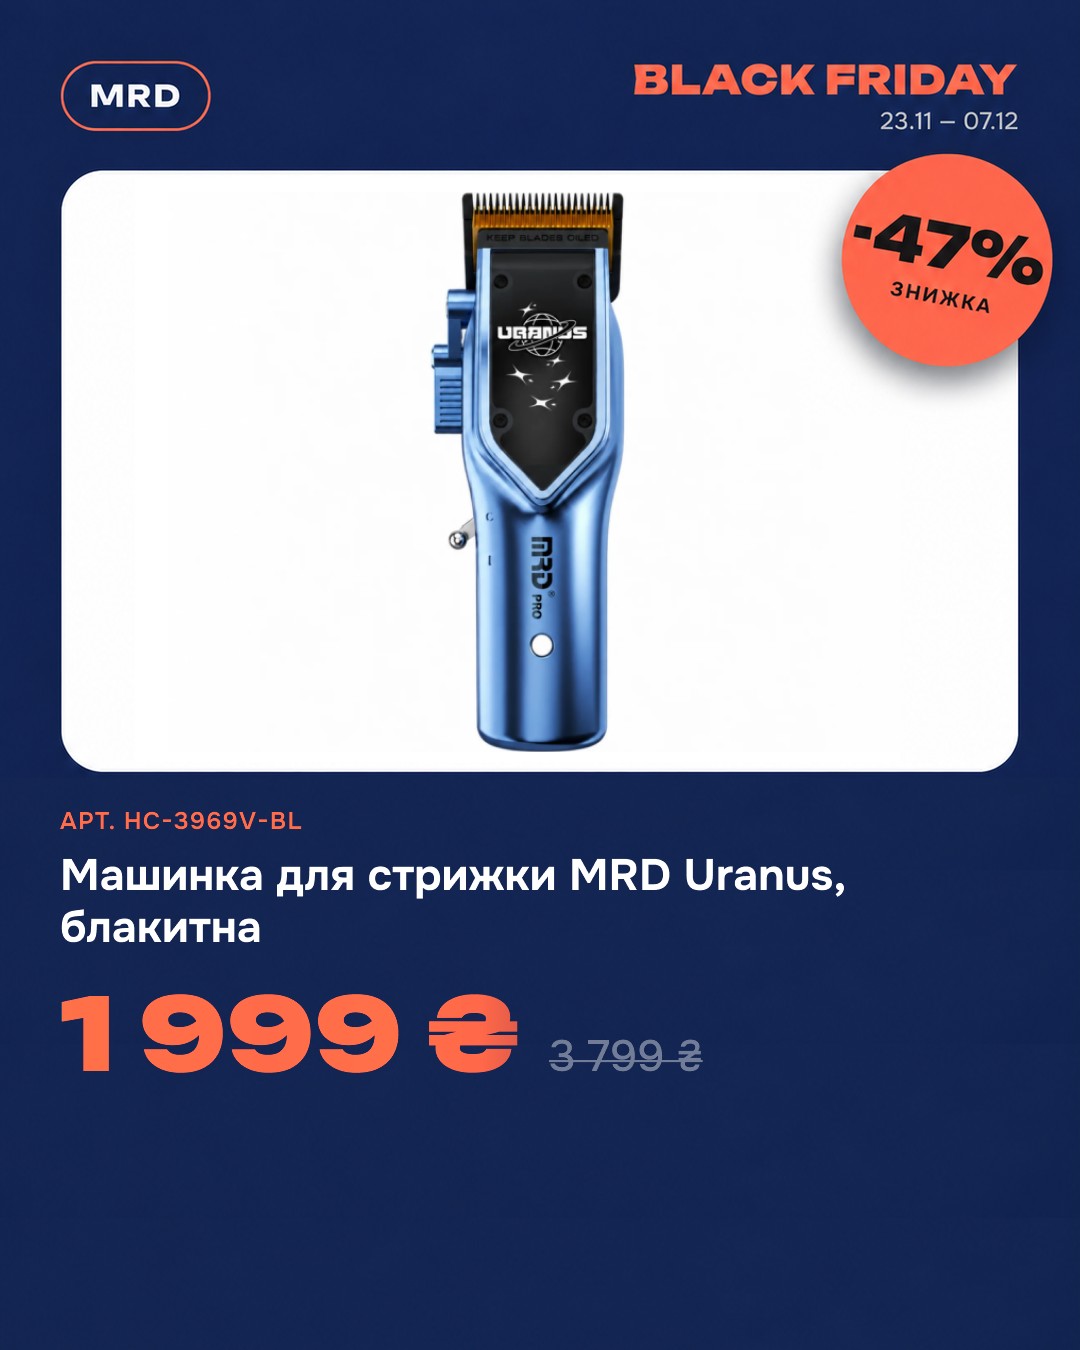 MRD
BLACK FRIDAY
23.11 – 07.12
-47%
ЗНИЖКА
KEEP BLADES OILED
URANUS
C
I
MRD®
PRO
АРТ. HC-3969V-BL
Машинка для стрижки MRD Uranus,
блакитна
1 999 ₴
3 799 ₴